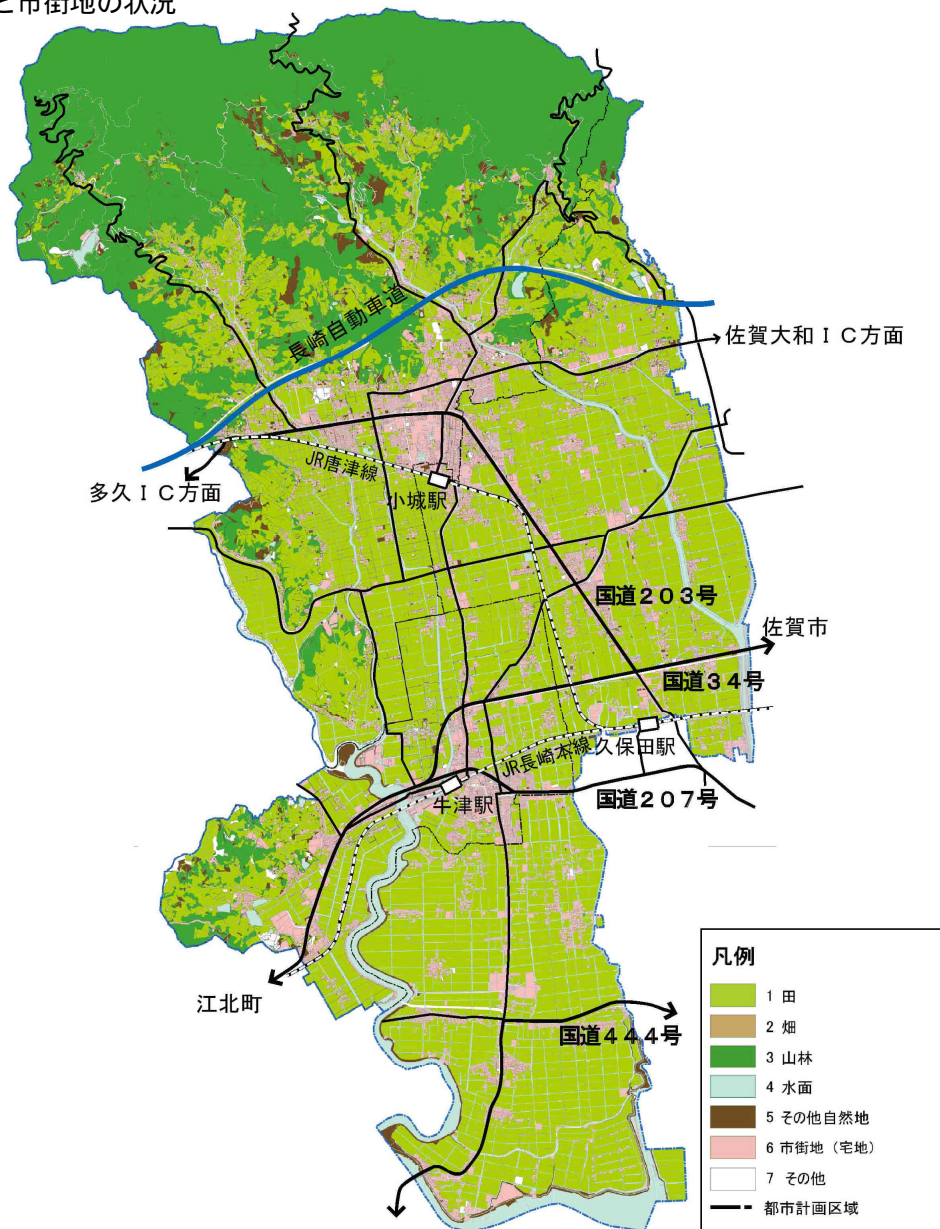 と市街地の状況
長崎自動車道
佐賀大和IC方面
JR唐津線
多久IC方面
小城駅
国道203号
佐賀市
国道34号
久保田駅
JR長崎本線
牛津駅
国道207号
江北町
国道444号
凡例
1 田
2 畑
3 山林
4 水面
5 その他自然地
6 市街地（宅地）
7 その他
都市計画区域